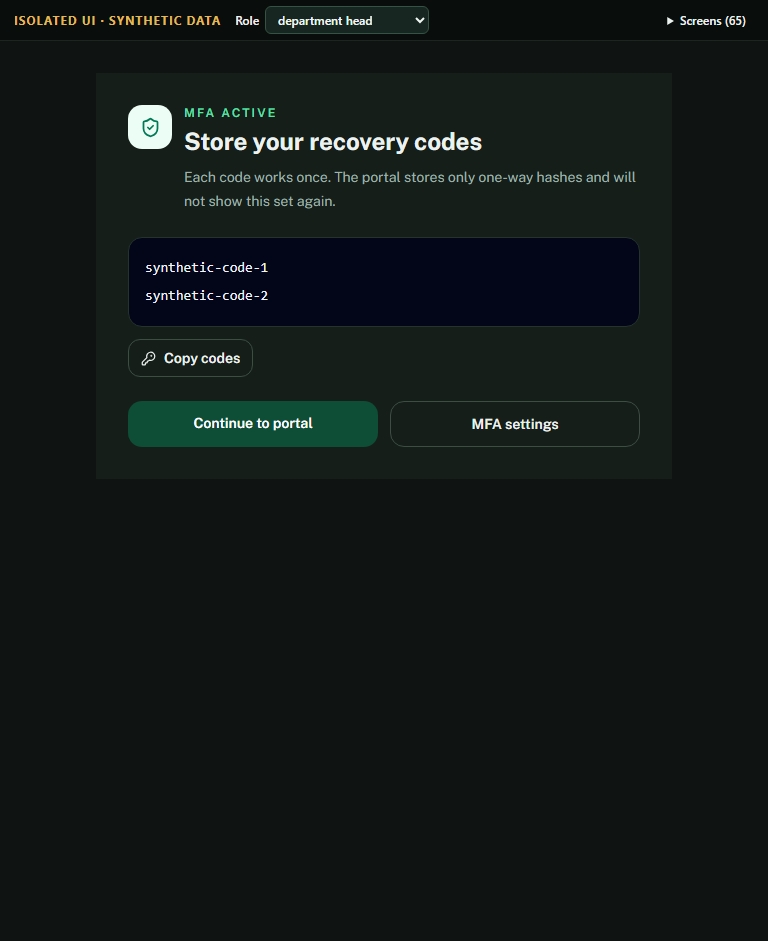 ISOLATED UI · SYNTHETIC DATA Role department head ▶ Screens (65)
MFA ACTIVE
Store your recovery codes
Each code works once. The portal stores only one-way hashes and will
not show this set again.
synthetic-code-1
synthetic-code-2
Copy codes
Continue to portal MFA settings